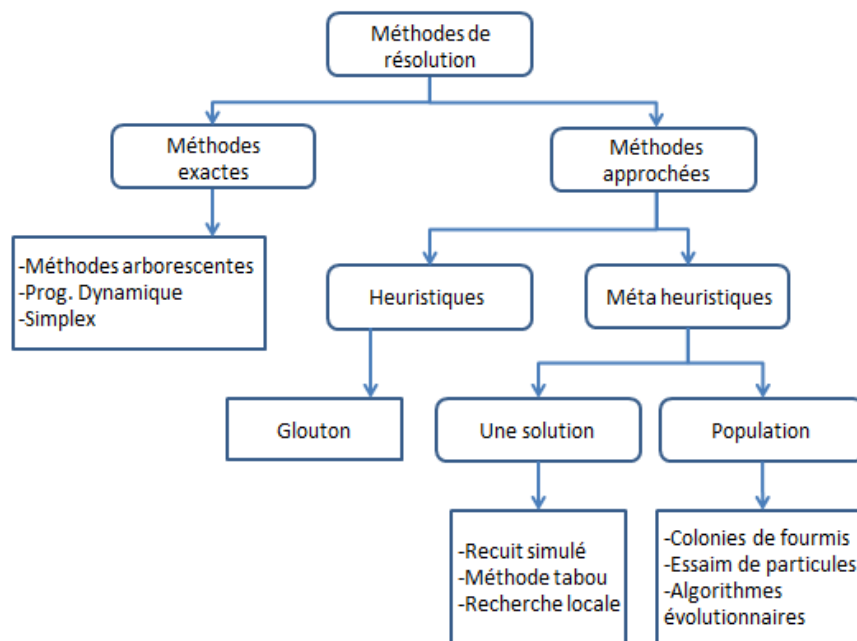 Méthodes de
résolution
Méthodes
exactes
Méthodes
approchées
-Méthodes arborescentes
-Prog. Dynamique
-Simplex
Heuristiques
Méta heuristiques
Glouton
Une solution
Population
-Recuit simulé
-Méthode tabou
-Recherche locale
-Colonies de fourmis
-Essaim de particules
-Algorithmes
évolutionnaires